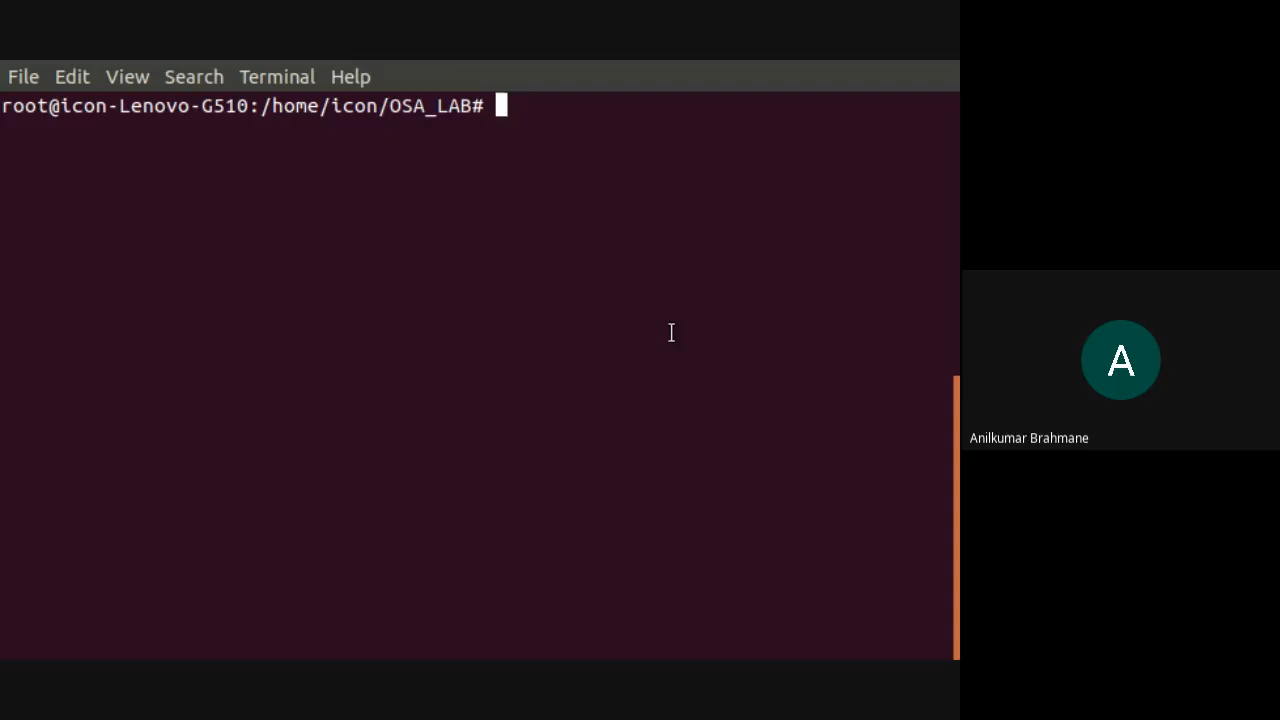 File Edit View Search Terminal Help
root@icon-Lenovo-G510:/home/icon/OSA_LAB#
A
Anilkumar Brahmane